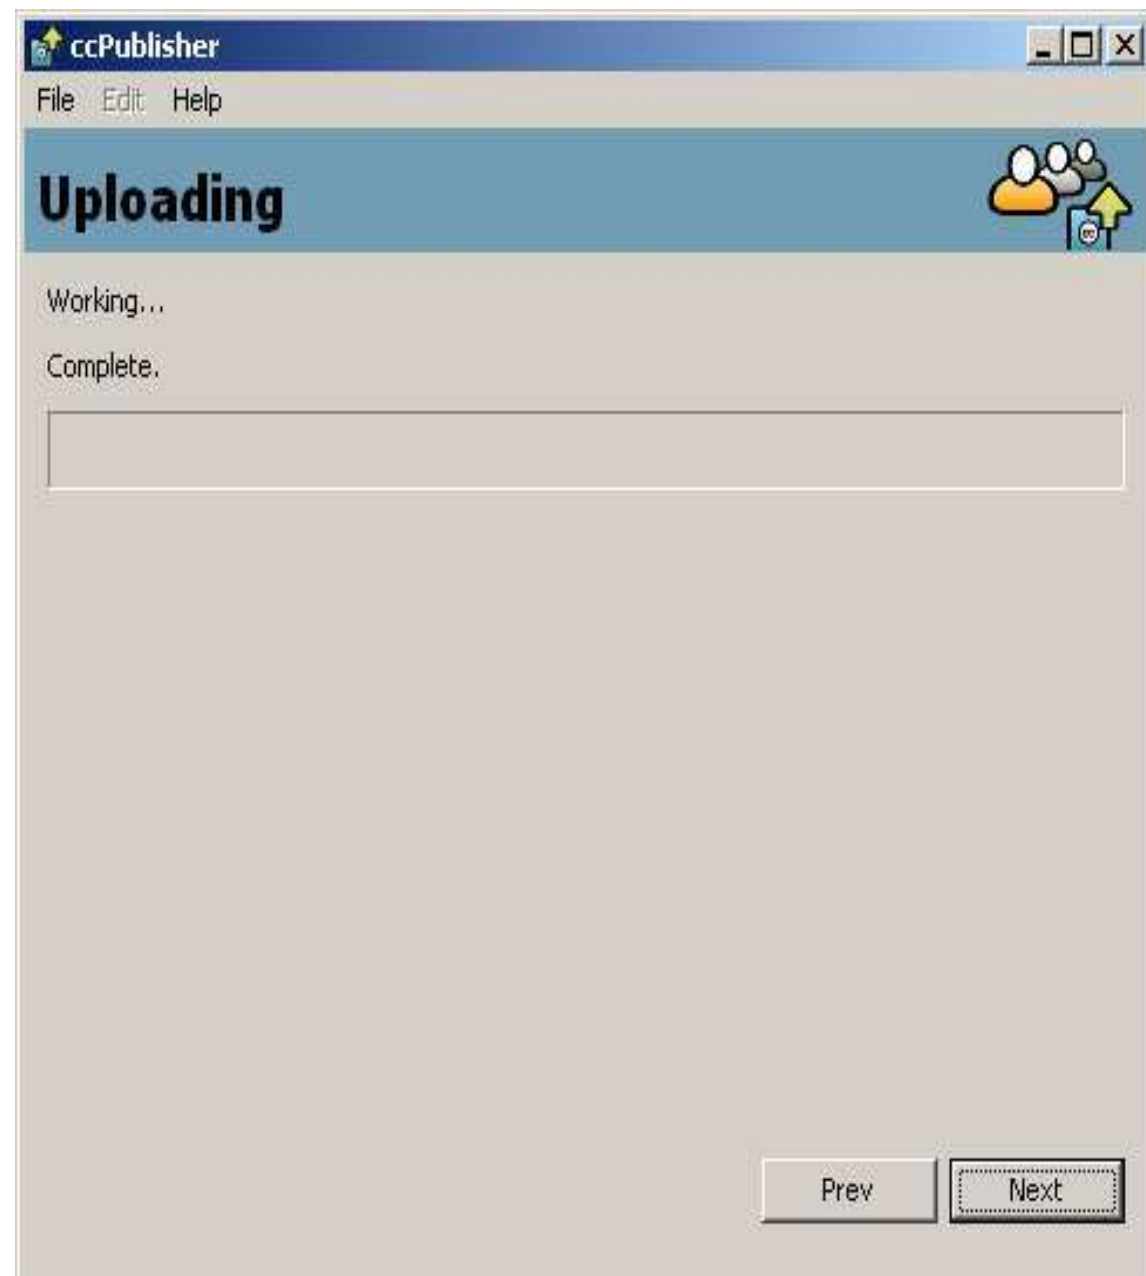 ccPublisher
File Edit Help
Uploading
Working...
Complete.
Prev Next